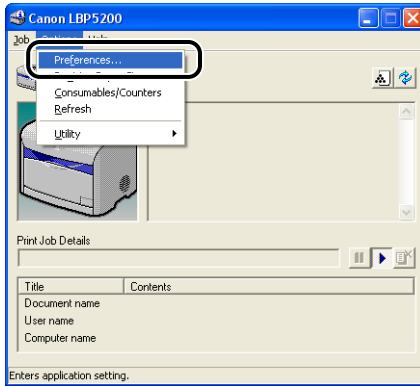 Canon LBP5200
Job
Preferences...
Consumables/Counters
Refresh
Utility
Print Job Details
Title Contents
Document name
User name
Computer name
Enters application setting.